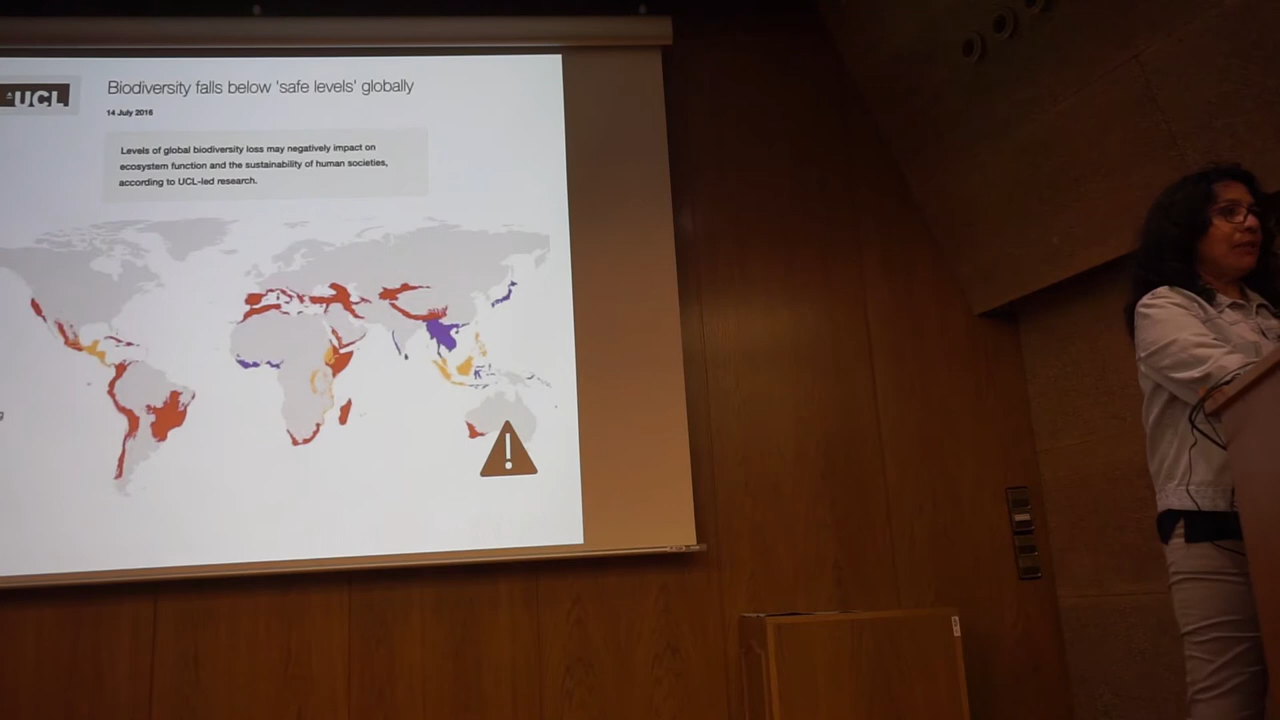 UCL
Biodiversity falls below 'safe levels' globally
14 July 2016
Levels of global biodiversity loss may negatively impact on
ecosystem function and the sustainability of human societies,
according to UCL-led research.
!